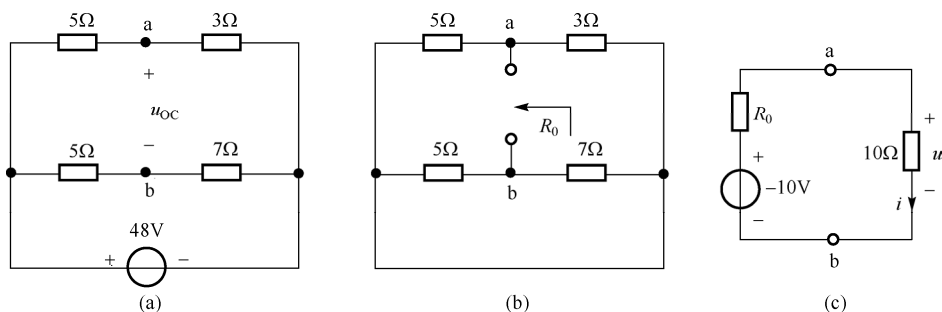 5Ω a 3Ω
+
u_OC
−
5Ω 7Ω
b
48V
+ −
(a)
5Ω a 3Ω
R_0
5Ω 7Ω
b
(b)
a
R_0 +
10Ω u
+
−10V −
i
−
b
(c)